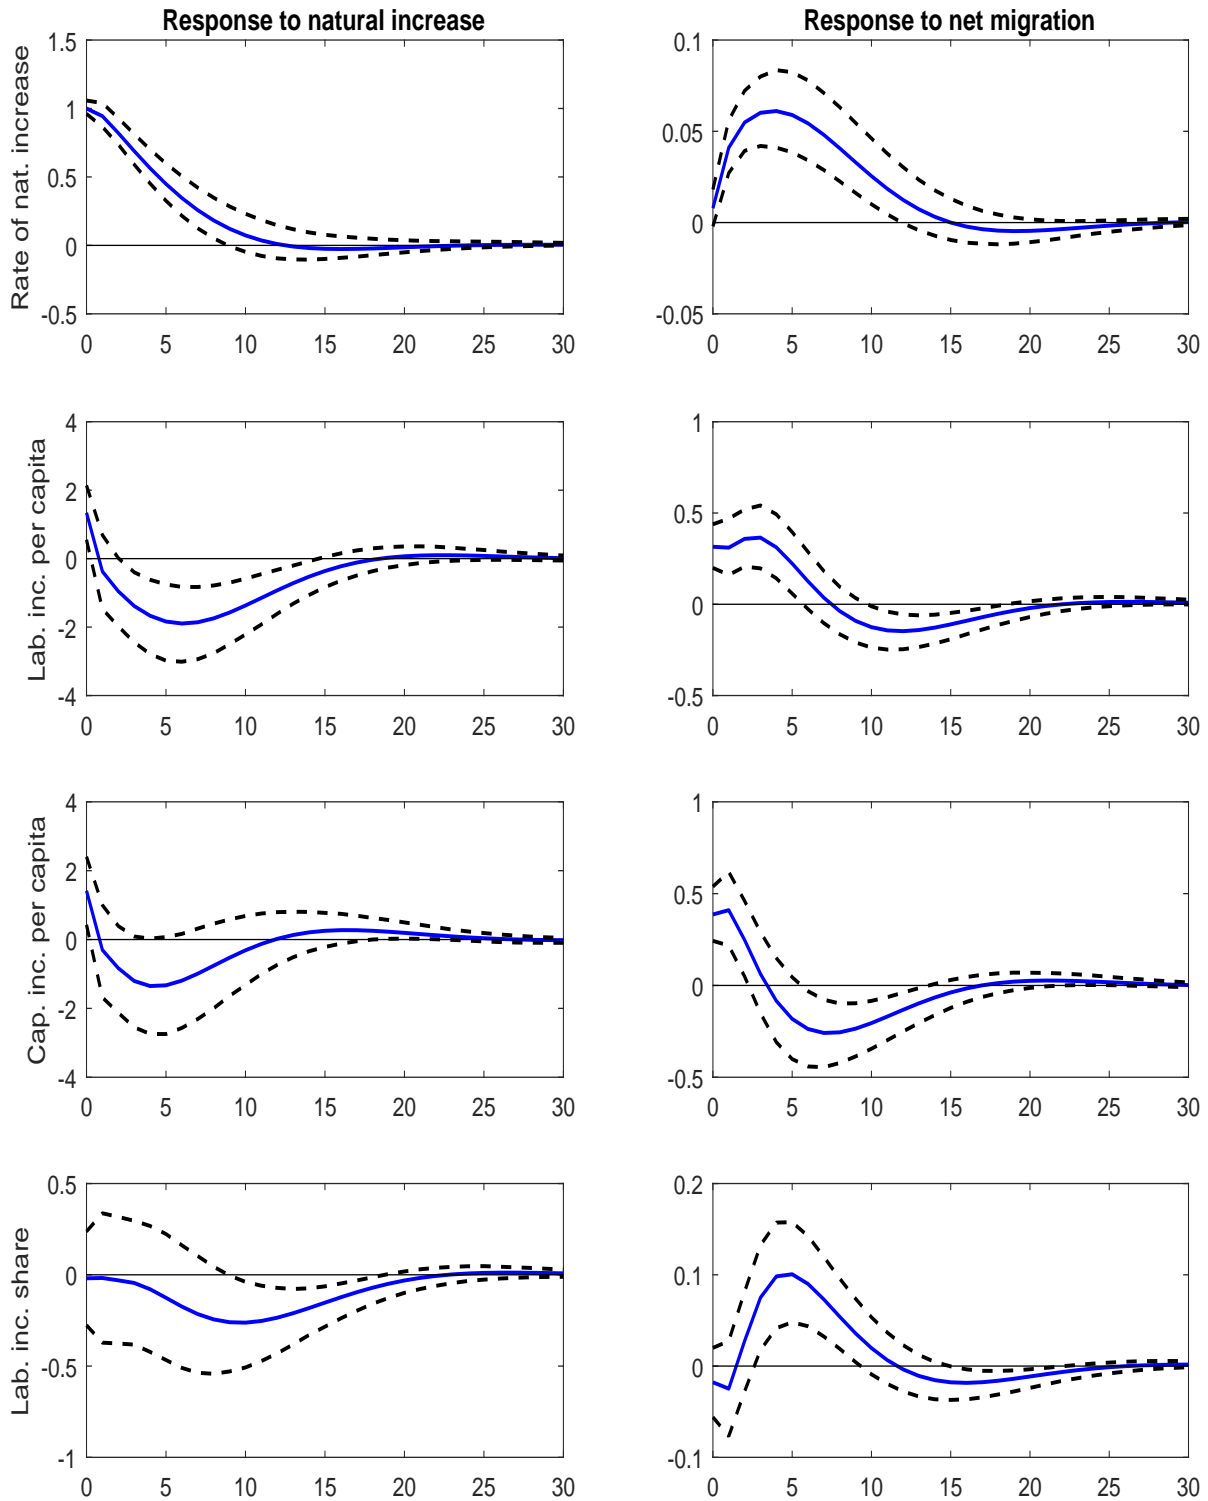 Response to natural increase
Response to net migration
Rate of nat. increase
1.5
1
0.5
0
-0.5
0 5 10 15 20 25 30
0.1
0.05
0
-0.05
0 5 10 15 20 25 30
Lab. inc. per capita
4
2
0
-2
-4
0 5 10 15 20 25 30
1
0.5
0
-0.5
0 5 10 15 20 25 30
Cap. inc. per capita
4
2
0
-2
-4
0 5 10 15 20 25 30
1
0.5
0
-0.5
0 5 10 15 20 25 30
Lab. inc. share
0.5
0
-0.5
-1
0 5 10 15 20 25 30
0.2
0.1
0
-0.1
0 5 10 15 20 25 30